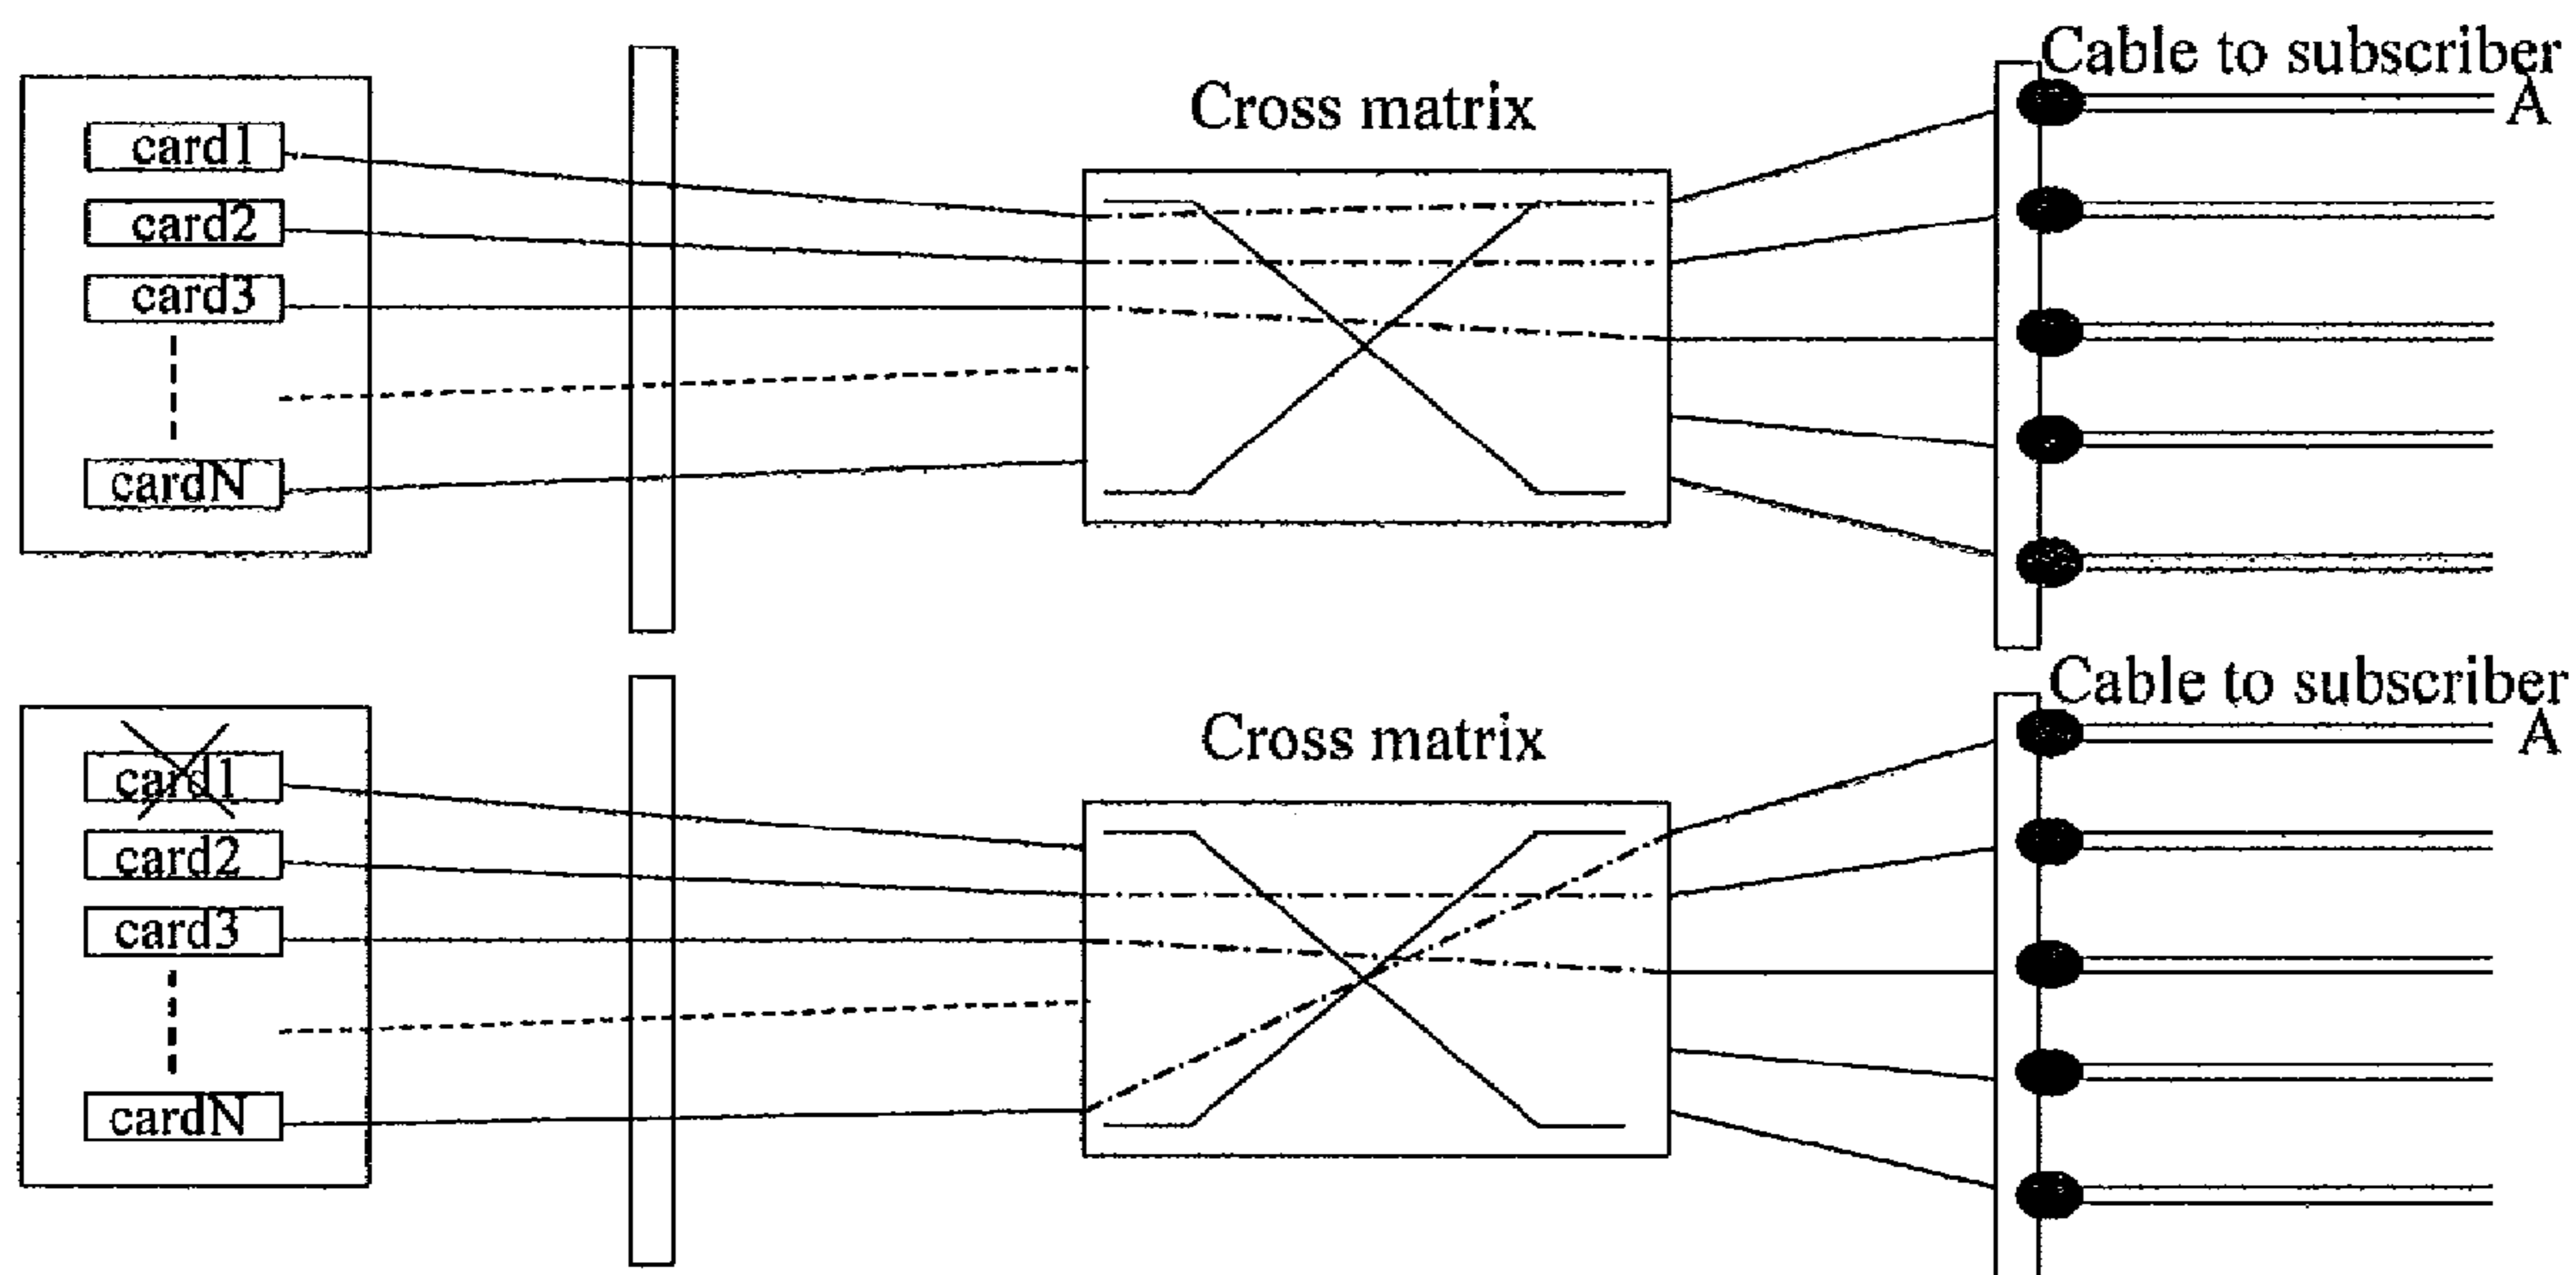 Cable to subscriber
A
Cross matrix
card1
card2
card3
cardN
Cable to subscriber
A
Cross matrix
card1
card2
card3
cardN